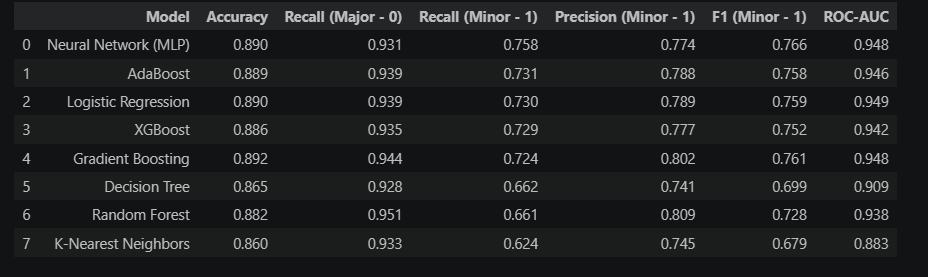 Model Accuracy Recall (Major - 0) Recall (Minor - 1) Precision (Minor - 1) F1 (Minor - 1) ROC-AUC
0 Neural Network (MLP) 0.890 0.931 0.758 0.774 0.766 0.948
1 AdaBoost 0.889 0.939 0.731 0.788 0.758 0.946
2 Logistic Regression 0.890 0.939 0.730 0.789 0.759 0.949
3 XGBoost 0.886 0.935 0.729 0.777 0.752 0.942
4 Gradient Boosting 0.892 0.944 0.724 0.802 0.761 0.948
5 Decision Tree 0.865 0.928 0.662 0.741 0.699 0.909
6 Random Forest 0.882 0.951 0.661 0.809 0.728 0.938
7 K-Nearest Neighbors 0.860 0.933 0.624 0.745 0.679 0.883